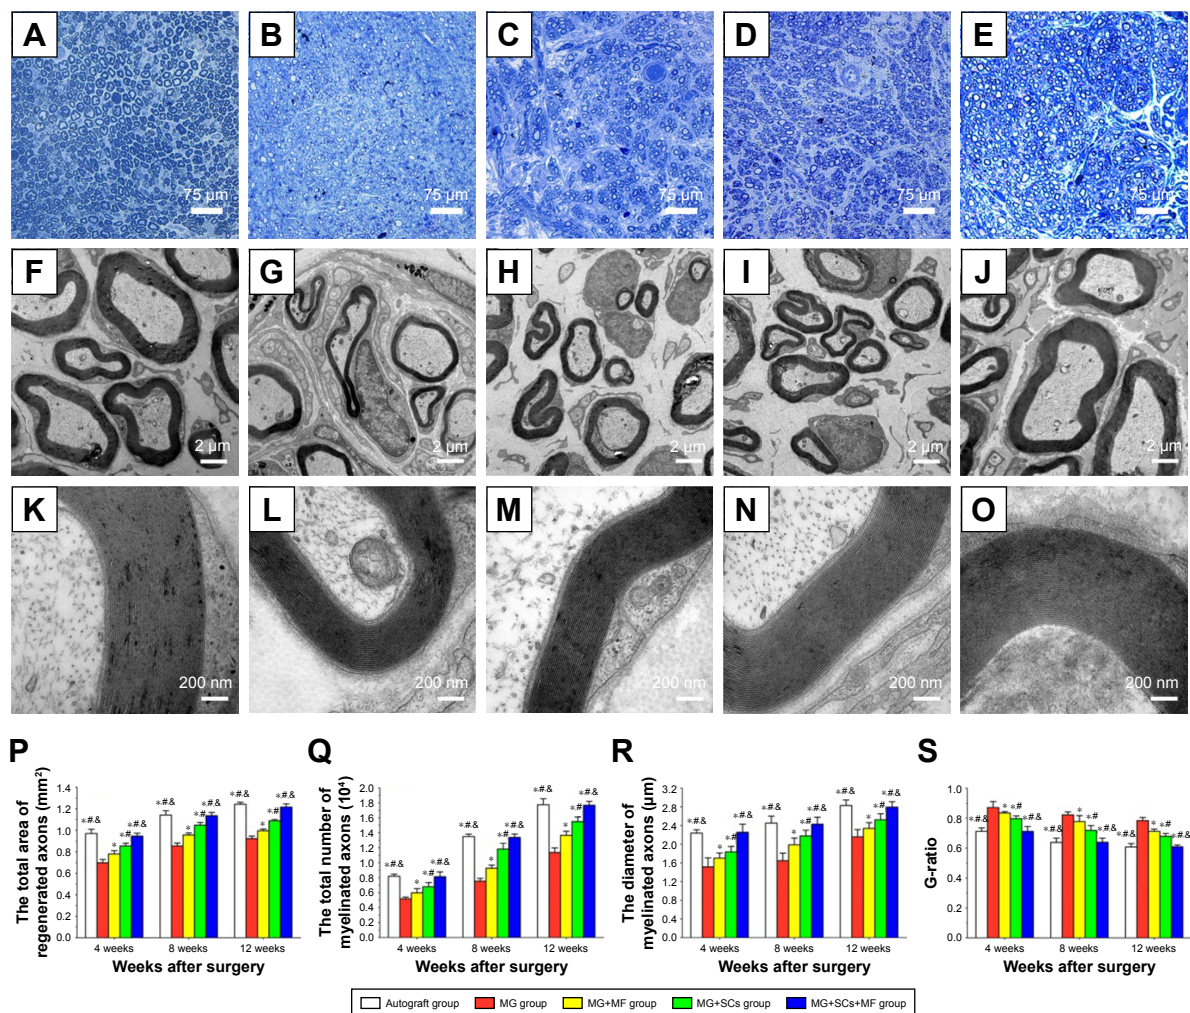 A
B
C
D
E
75 µm
75 µm
75 µm
75 µm
75 µm
F
G
H
I
J
2 µm
2 µm
2 µm
2 µm
2 µm
K
L
M
N
O
200 nm
200 nm
200 nm
200 nm
200 nm
P
The total area of
regenerated axons (mm²)
1.4
1.2
1.0
0.8
0.6
0.4
0.2
0.0
*,#,&
*
*,#
*,#,&
*,#,&
*
*,#
*,#,&
*,#,&
*
*,#
*,#,&
4 weeks
8 weeks
12 weeks
Weeks after surgery
Q
The total number of
myelinated axons (10⁴)
2.0
1.8
1.6
1.4
1.2
1.0
0.8
0.6
0.4
0.2
0.0
*,#,&
*
*,#
*,#,&
*,#,&
*
*,#
*,#,&
*,#,&
*
*,#
*,#,&
4 weeks
8 weeks
12 weeks
Weeks after surgery
R
The diameter of
myelinated axons (µm)
3.2
2.8
2.4
2.0
1.6
1.2
0.8
0.4
0.0
*,#,&
*
*,#
*,#,&
*,#,&
*
*,#
*,#,&
*,#,&
*
*,#
*,#,&
4 weeks
8 weeks
12 weeks
Weeks after surgery
S
G-ratio
1.0
0.8
0.6
0.4
0.2
0.0
*,#,&
*
*,#
*,#,&
*,#,&
*
*,#
*,#,&
*,#,&
*
*,#
*,#,&
4 weeks
8 weeks
12 weeks
Weeks after surgery
Autograft group
MG group
MG+MF group
MG+SCs group
MG+SCs+MF group